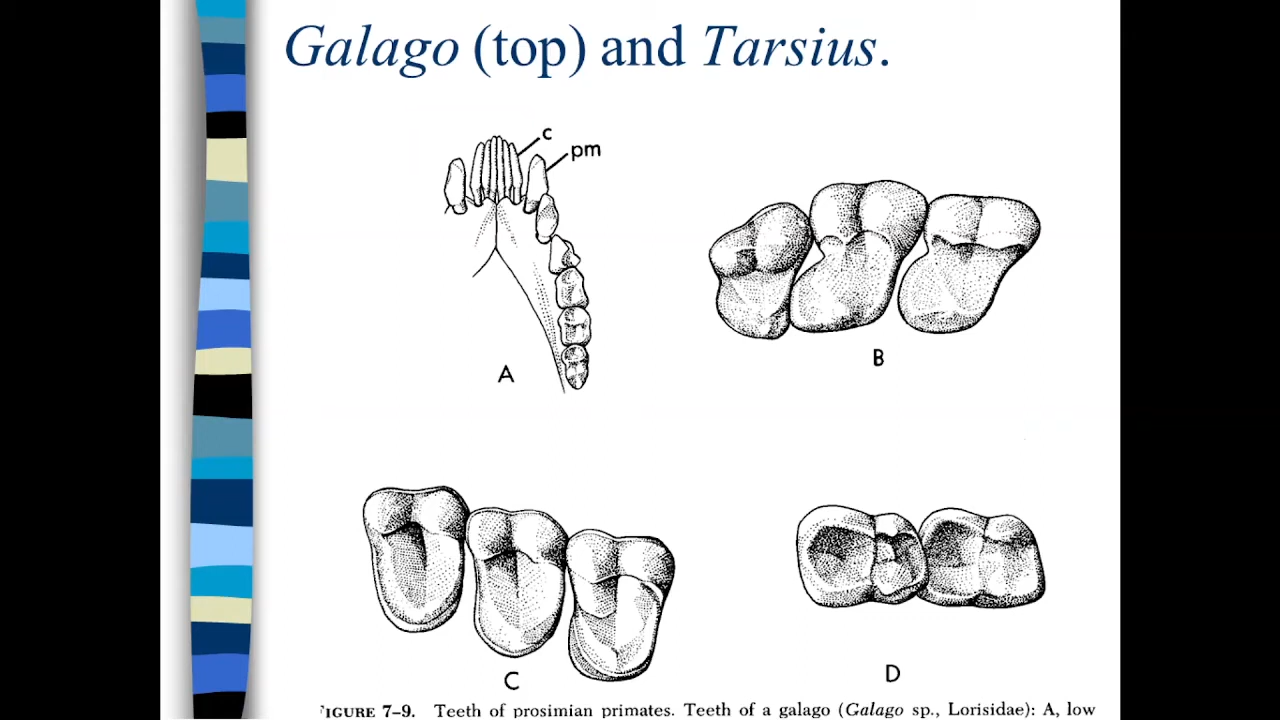 Galago (top) and Tarsius.
c
pm
A
B
C
D
FIGURE 7–9. Teeth of prosimian primates. Teeth of a galago (Galago sp., Lorisidae): A, low